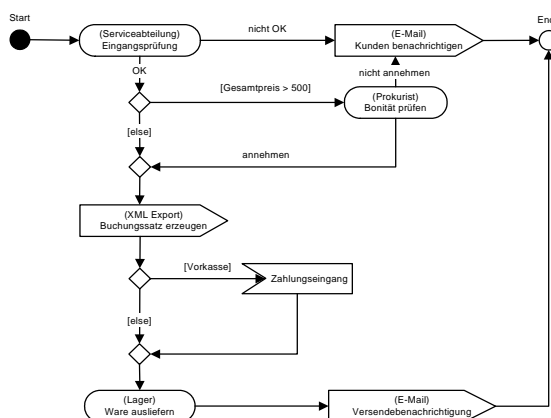 Start
End
(Serviceabteilung)
Eingangsprüfung
nicht OK
(E-Mail)
Kunden benachrichtigen
OK
nicht annehmen
[Gesamtpreis > 500]
(Prokurist)
Bonität prüfen
[else]
annehmen
(XML Export)
Buchungssatz erzeugen
[Vorkasse]
Zahlungseingang
[else]
(Lager)
Ware ausliefern
(E-Mail)
Versendebenachrichtigung